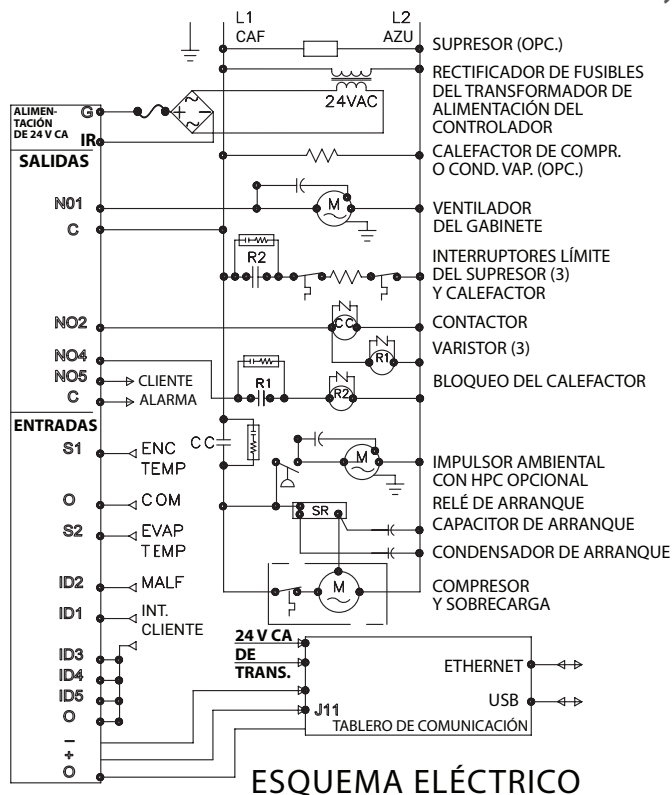 L1
CAF
L2
AZU
SUPRESOR (OPC.)
RECTIFICADOR DE FUSIBLES
DEL TRANSFORMADOR DE
ALIMENTACIÓN DEL
CONTROLADOR
24VAC
ALIMEN-
TACIÓN
DE 24 V CA
G
IR
SALIDAS
CALEFACTOR DE COMPR.
O COND. VAP. (OPC.)
N01
C
M
VENTILADOR
DEL GABINETE
R2
INTERRUPTORES LÍMITE
DEL SUPRESOR (3)
Y CALEFACTOR
NO2
CC
CONTACTOR
R1
VARISTOR (3)
NO4
NO5
CLIENTE
C
ALARMA
R1
R2
BLOQUEO DEL CALEFACTOR
ENTRADAS
S1
ENC
TEMP
CC
M
IMPULSOR AMBIENTAL
CON HPC OPCIONAL
O
COM
SR
RELÉ DE ARRANQUE
CAPACITOR DE ARRANQUE
S2
EVAP
TEMP
CONDENSADOR DE ARRANQUE
ID2
MALF
M
COMPRESOR
Y SOBRECARGA
ID1
INT.
CLIENTE
ID3
ID4
ID5
O
–
+
O
24 V CA
DE
TRANS.
J11
ETHERNET
USB
TABLERO DE COMUNICACIÓN
ESQUEMA ELÉCTRICO